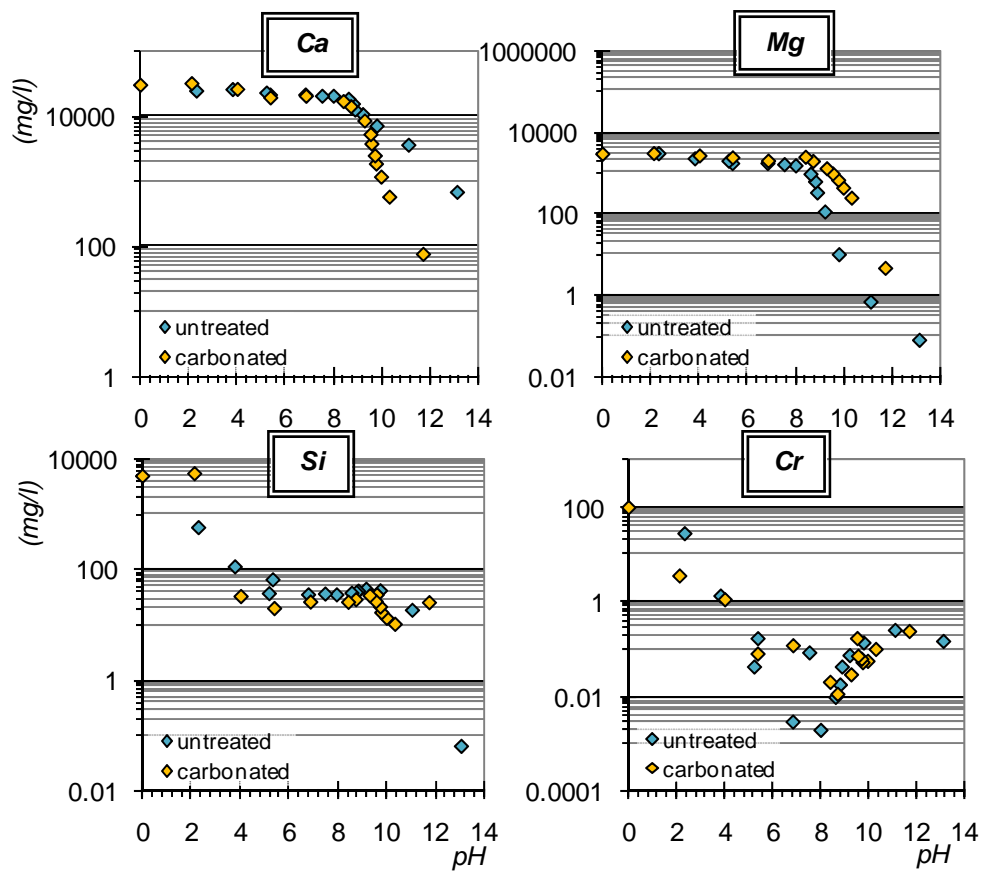 Ca
(mg/l)
10000
100
1
untreated
carbonated
0 2 4 6 8 10 12 14
Mg
1000000
10000
100
1
0.01
untreated
carbonated
0 2 4 6 8 10 12 14
Si
(mg/l)
10000
100
1
0.01
untreated
carbonated
0 2 4 6 8 10 12 14
pH
Cr
100
1
0.01
0.0001
untreated
carbonated
0 2 4 6 8 10 12 14
pH